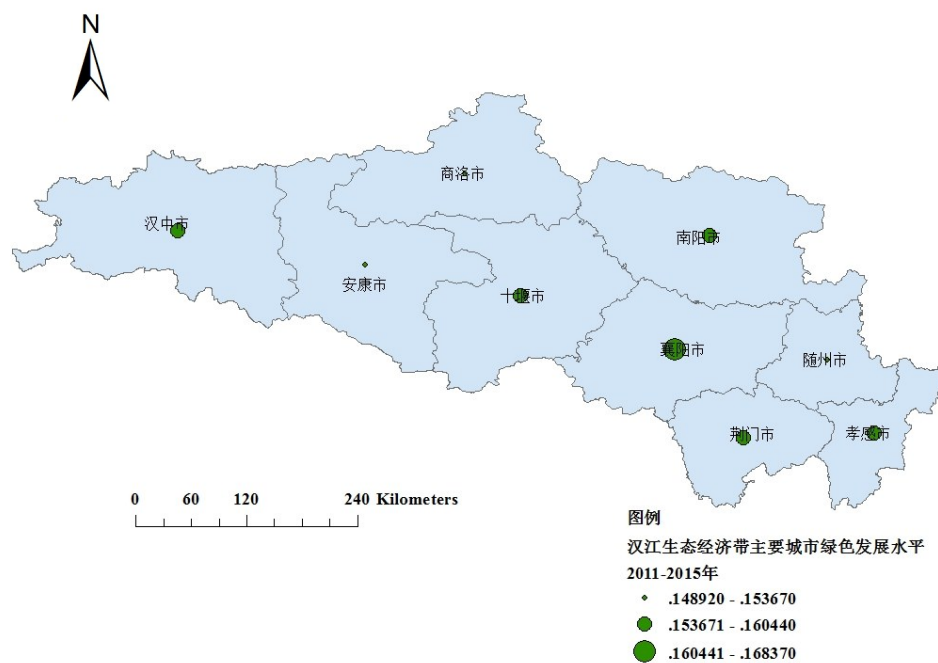 N
商洛市
汉中市
南阳市
安康市
十堰市
襄阳市
随州市
荆门市
孝感市
0 60 120 240 Kilometers
图例
汉江生态经济带主要城市绿色发展水平
2011-2015年
.148920 - .153670
.153671 - .160440
.160441 - .168370